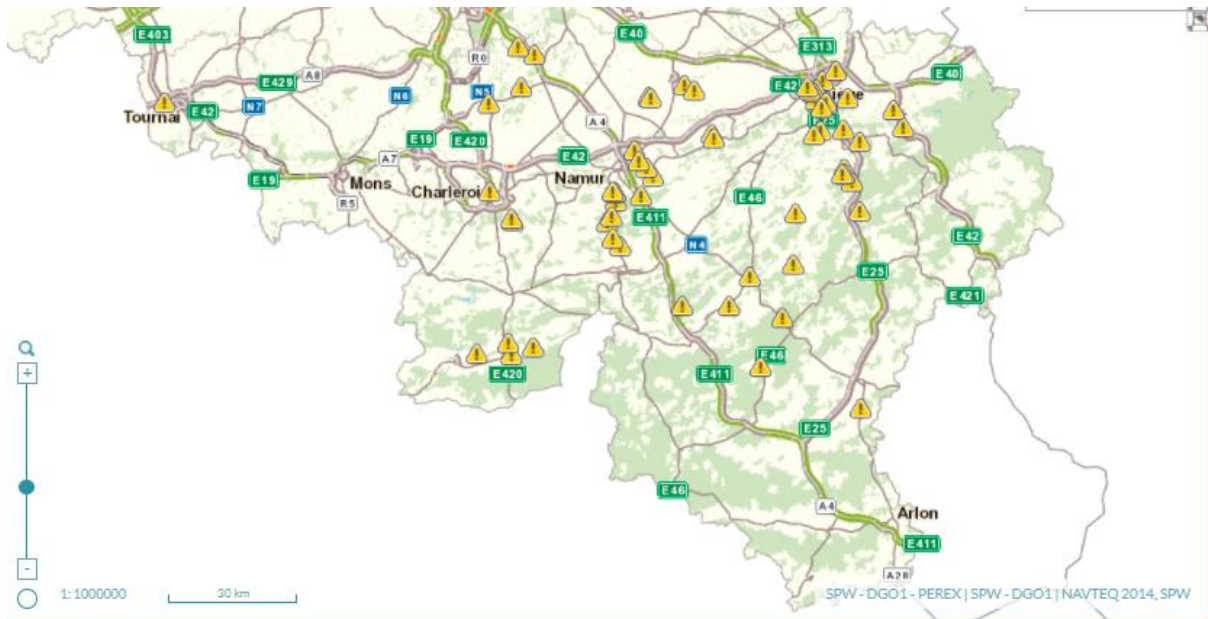 E403
R0
E40
E313
E429
A8
E42
E40
N6
N5
N7
Tournai
E42
A4
E25
E19
E420
A7
E42
Mons
Charleroi
Namur
E19
R5
E46
E411
N4
E42
E25
E421
E46
E411
E420
E25
E46
A4
Arlon
E411
A28
+
-
1: 1000000
30 km
SPW - DGO1 - PEREX | SPW - DGO1 | NAVTEQ 2014, SPW